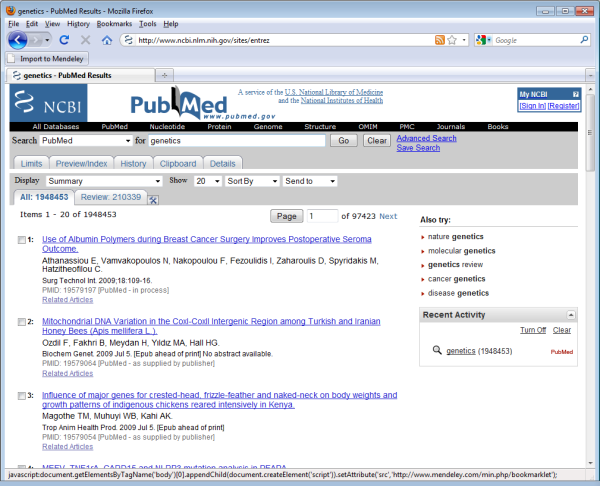 genetics - PubMed Results - Mozilla Firefox
File Edit View History Bookmarks Tools Help
http://www.ncbi.nlm.nih.gov/sites/entrez
Google
Import to Mendeley
genetics - PubMed Results
NCBI
PubMed
www.pubmed.gov
A service of the U.S. National Library of Medicine
and the National Institutes of Health
My NCBI
[Sign In] [Register]
All Databases PubMed Nucleotide Protein Genome Structure OMIM PMC Journals Books
Search PubMed for genetics Go Clear Advanced Search
Save Search
Limits Preview/Index History Clipboard Details
Display Summary Show 20 Sort By Send to
All: 1948453 Review: 210339
Items 1 - 20 of 1948453
Page 1 of 97423 Next
1: Use of Albumin Polymers during Breast Cancer Surgery Improves Postoperative Seroma
Outcome.
Athanassiou E, Vamvakopoulos N, Nakopoulou F, Fezoulidis I, Zaharoulis D, Spyridakis M,
Hatzitheofilou C.
Surg Technol Int. 2009;18:109-16.
PMID: 19579197 [PubMed - in process]
Related Articles
2: Mitochondrial DNA Variation in the CoxI-CoxII Intergenic Region among Turkish and Iranian
Honey Bees (Apis mellifera L.).
Ozdil F, Fakhri B, Meydan H, Yıldız MA, Hall HG.
Biochem Genet. 2009 Jul 5. [Epub ahead of print] No abstract available.
PMID: 19579064 [PubMed - as supplied by publisher]
Related Articles
3: Influence of major genes for crested-head, frizzle-feather and naked-neck on body weights and
growth patterns of indigenous chickens reared intensively in Kenya.
Magothe TM, Muhuyi WB, Kahi AK.
Trop Anim Health Prod. 2009 Jul 5. [Epub ahead of print]
PMID: 19579054 [PubMed - as supplied by publisher]
Related Articles
Also try:
nature genetics
molecular genetics
genetics review
cancer genetics
disease genetics
Recent Activity
Turn Off Clear
genetics (1948453) PubMed
javascript:document.getElementsByTagName('body')[0].appendChild(document.createElement('script')).setAttribute('src','http://www.mendeley.com/min.php/bookmarklet');